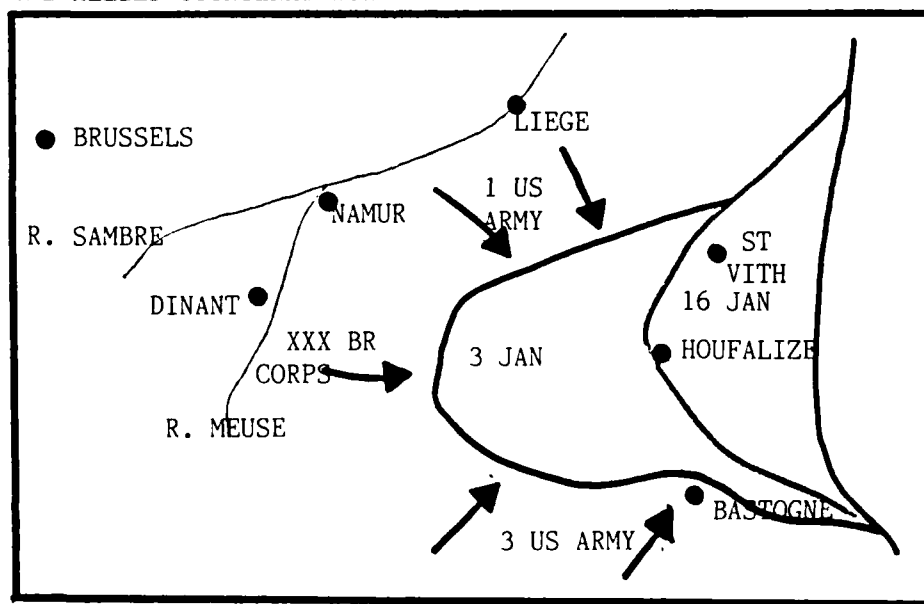 BRUSSELS
LIEGE
1 US
ARMY
NAMUR
R. SAMBRE
ST
VITH
DINANT
16 JAN
XXX BR
CORPS
3 JAN
HOUFALIZE
R. MEUSE
BASTOGNE
3 US ARMY